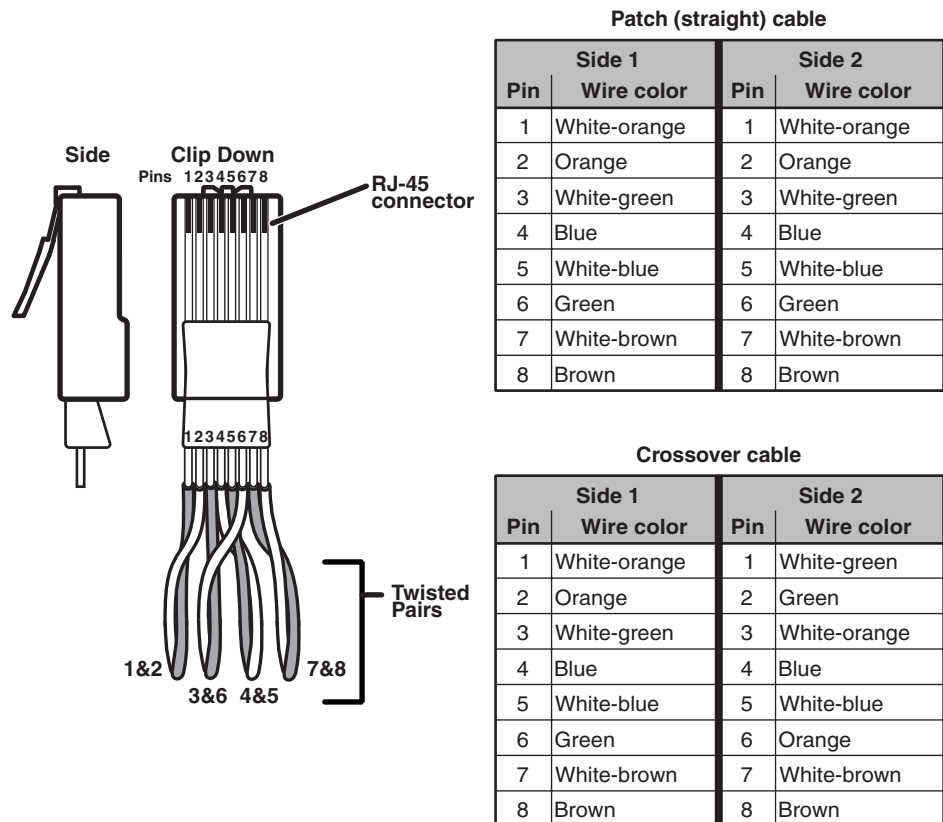 Side
Clip Down
Pins 12345678
RJ-45
connector
12345678
Twisted
Pairs
1&2
3&6
4&5
7&8
Patch (straight) cable
Side 1 Side 2
Pin Wire color Pin Wire color
1 White-orange 1 White-orange
2 Orange 2 Orange
3 White-green 3 White-green
4 Blue 4 Blue
5 White-blue 5 White-blue
6 Green 6 Green
7 White-brown 7 White-brown
8 Brown 8 Brown
Crossover cable
Side 1 Side 2
Pin Wire color Pin Wire color
1 White-orange 1 White-green
2 Orange 2 Green
3 White-green 3 White-orange
4 Blue 4 Blue
5 White-blue 5 White-blue
6 Green 6 Orange
7 White-brown 7 White-brown
8 Brown 8 Brown